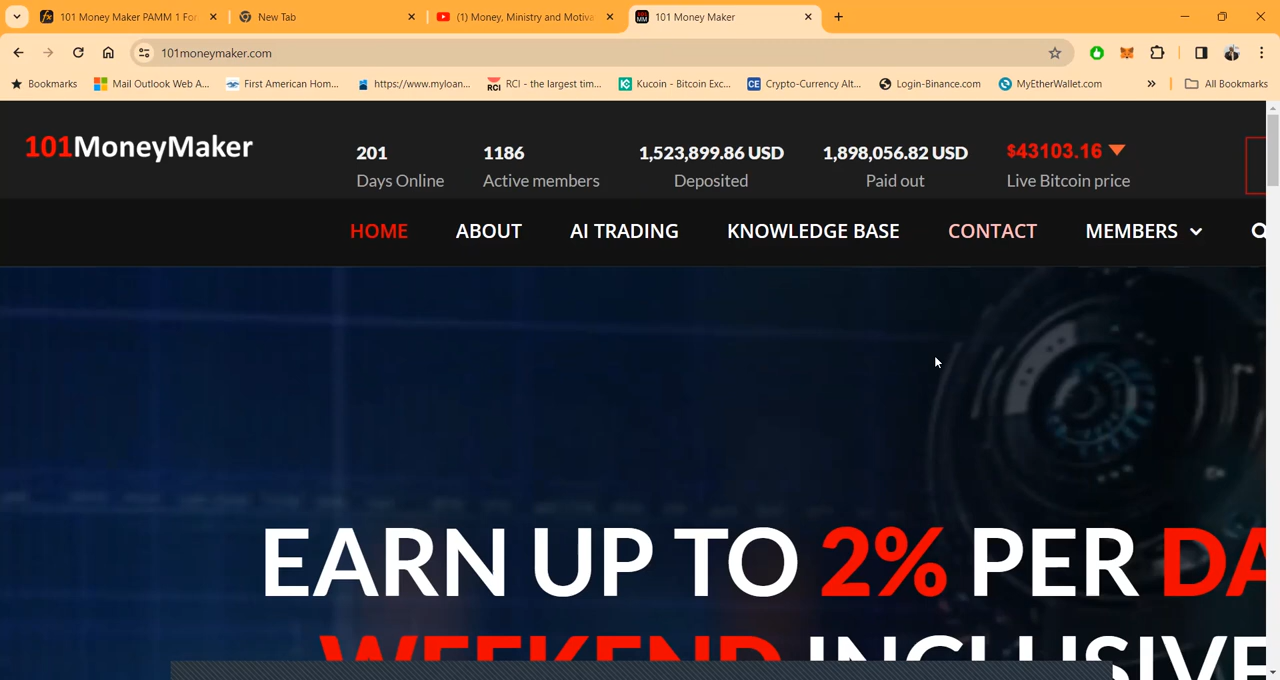 101 Money Maker PAMM 1 For
New Tab
(1) Money, Ministry and Motiva
101 Money Maker
101moneymaker.com
Bookmarks
Mail Outlook Web A...
First American Hom...
https://www.myloan...
RCI RCI - the largest tim...
Kucoin - Bitcoin Exc...
CE Crypto-Currency Alt...
Login-Binance.com
MyEtherWallet.com
»
All Bookmarks
101MoneyMaker
201
Days Online
1186
Active members
1,523,899.86 USD
Deposited
1,898,056.82 USD
Paid out
$43103.16
Live Bitcoin price
HOME
ABOUT
AI TRADING
KNOWLEDGE BASE
CONTACT
MEMBERS
EARN UP TO 2% PER DA
WEEKEND INCLUSIVE